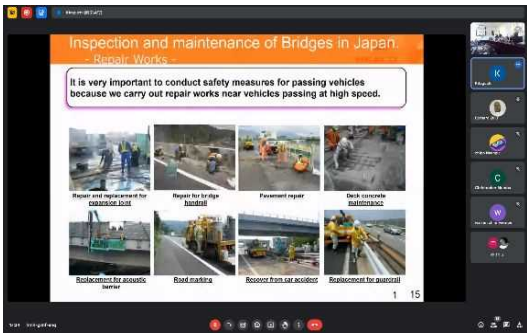 Inspection and maintenance of Bridges in Japan.
- Repair Works -
It is very important to conduct safety measures for passing vehicles
because we carry out repair works near vehicles passing at high speed.
Repair and replacement for
expansion joint
Repair for bridge
handrail
Pavement repair
Deck concrete
maintenance
Replacement for acoustic
barrier
Road marking
Recover from car accident
Replacement for guardrail
1 15
K
C
W